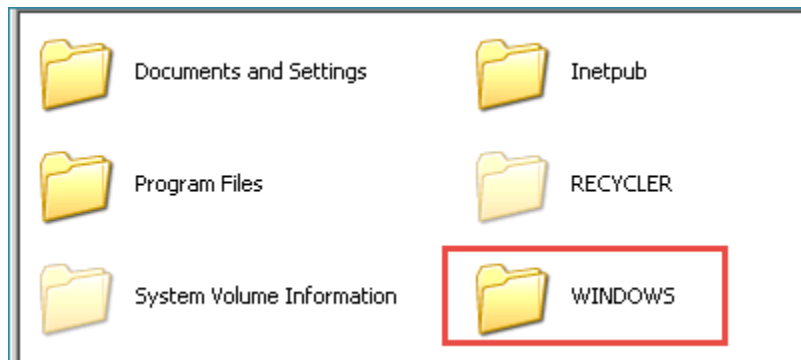 Documents and Settings
Inetpub
Program Files
RECYCLER
System Volume Information
WINDOWS